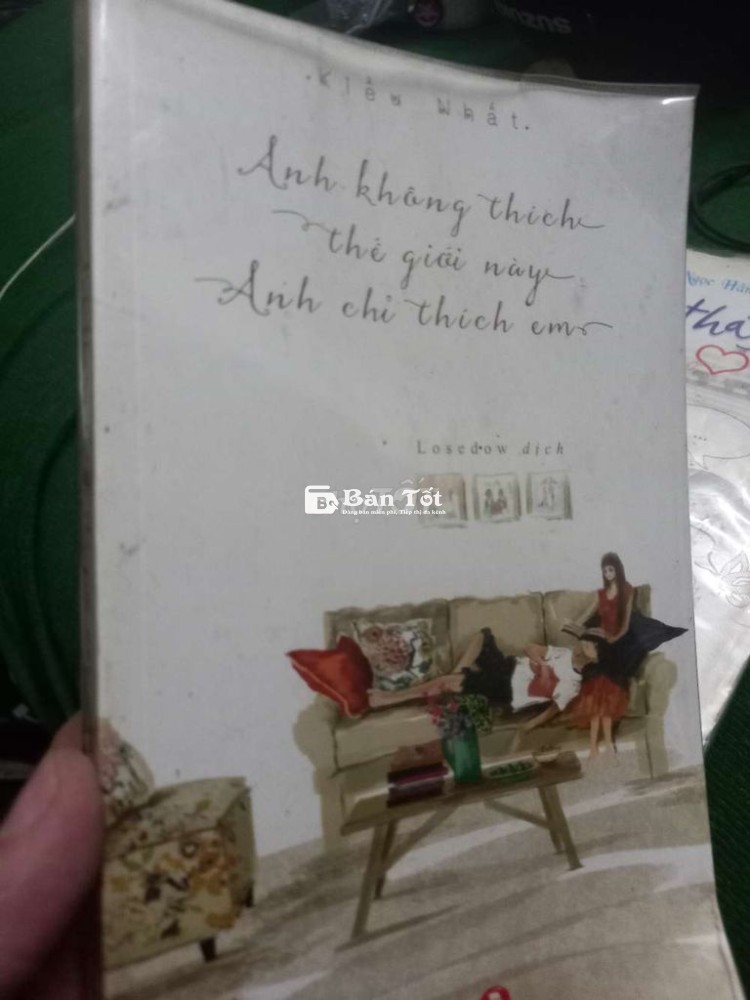 Kiều Nhất
Anh không thích
thế giới này
Anh chỉ thích em
Losedow dịch
Bán Tốt